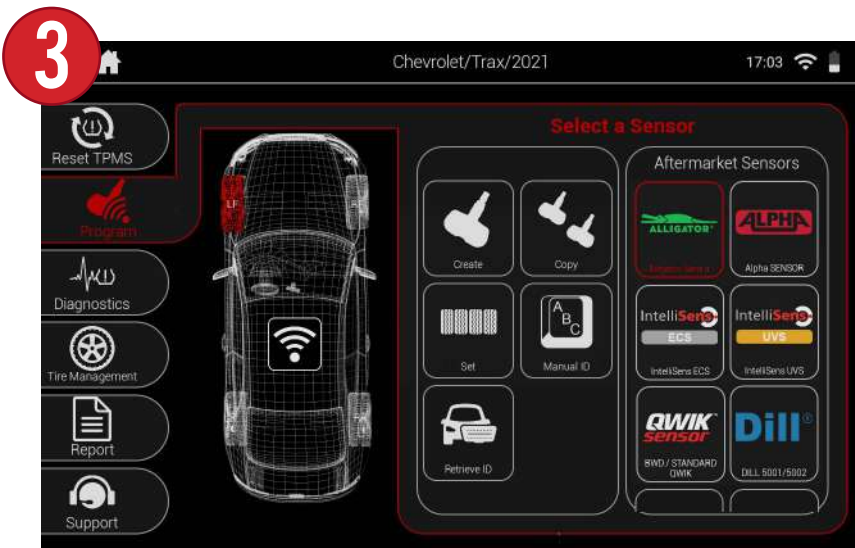 3
Chevrolet/Trax/2021
17:03
Reset TPMS
Program
Diagnostics
Tire Management
Report
Support
LF
Select a Sensor
Create
Copy
Set
A
B
C
Manual ID
Retrieve ID
Aftermarket Sensors
ALLIGATOR®
ALPHA
Alpha SENSOR
IntelliSens
ECS
IntelliSens ECS
IntelliSens
UVS
IntelliSens UVS
QWIK
sensor
BWD / STANDARD
QWIK
Dill®
DILL 5001/5002